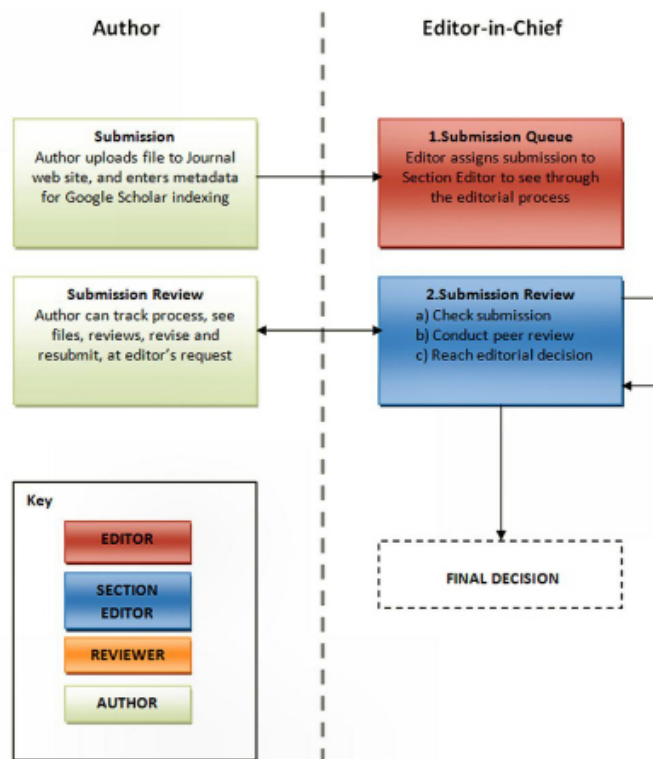 Author
Editor-in-Chief
Submission
Author uploads file to Journal
web site, and enters metadata
for Google Scholar indexing
1.Submission Queue
Editor assigns submission to
Section Editor to see through
the editorial process
Submission Review
Author can track process, see
files, reviews, revise and
resubmit, at editor's request
2.Submission Review
a) Check submission
b) Conduct peer review
c) Reach editorial decision
Key
EDITOR
SECTION
EDITOR
REVIEWER
AUTHOR
FINAL DECISION